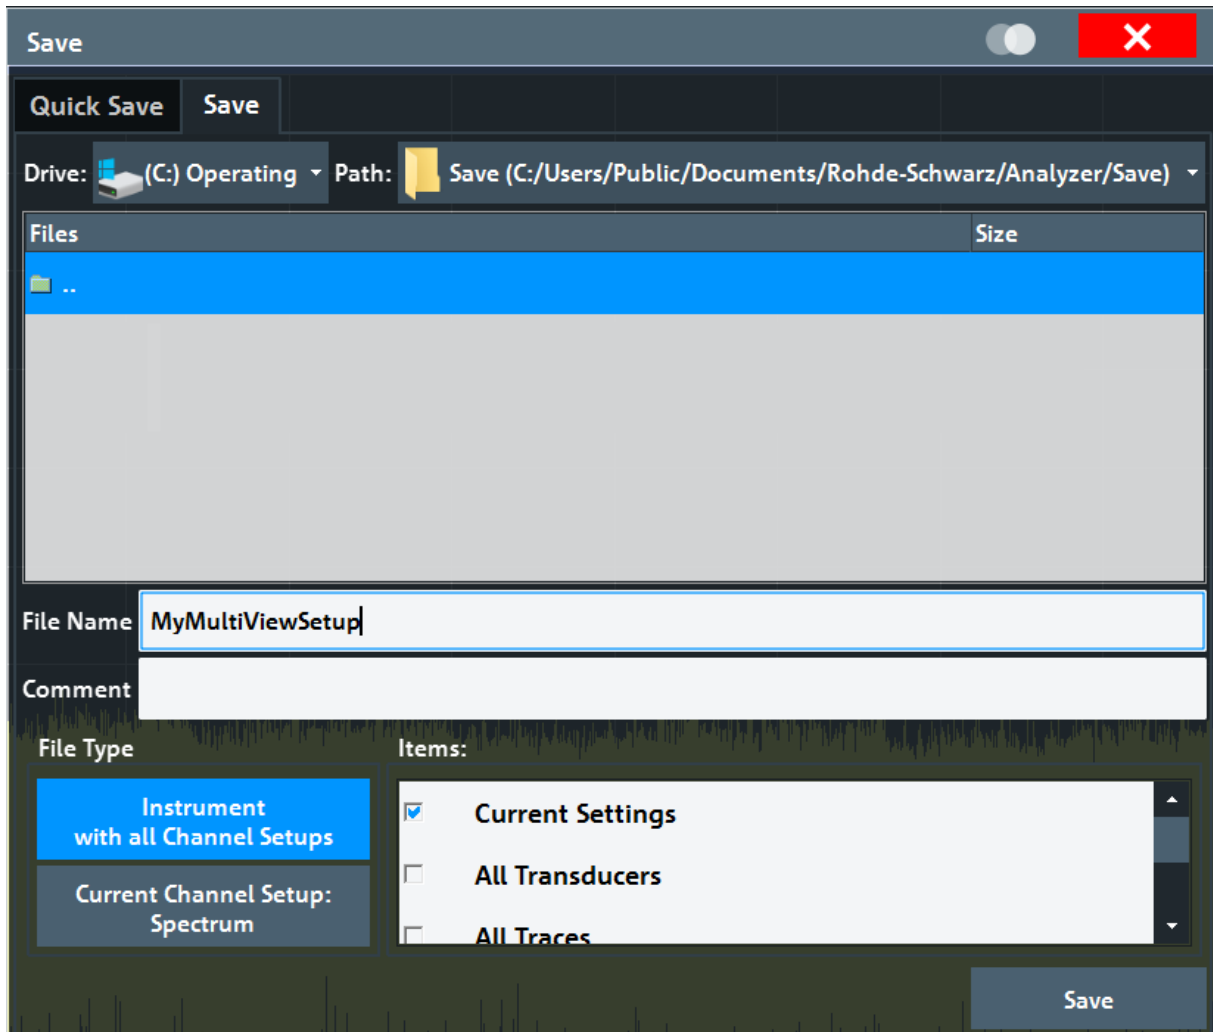 Save
Quick Save Save
Drive: (C:) Operating Path: Save (C:/Users/Public/Documents/Rohde-Schwarz/Analyzer/Save)
Files Size
..
File Name MyMultiViewSetup
Comment
File Type Items:
Instrument
with all Channel Setups
Current Channel Setup:
Spectrum
Current Settings
All Transducers
All Traces
Save